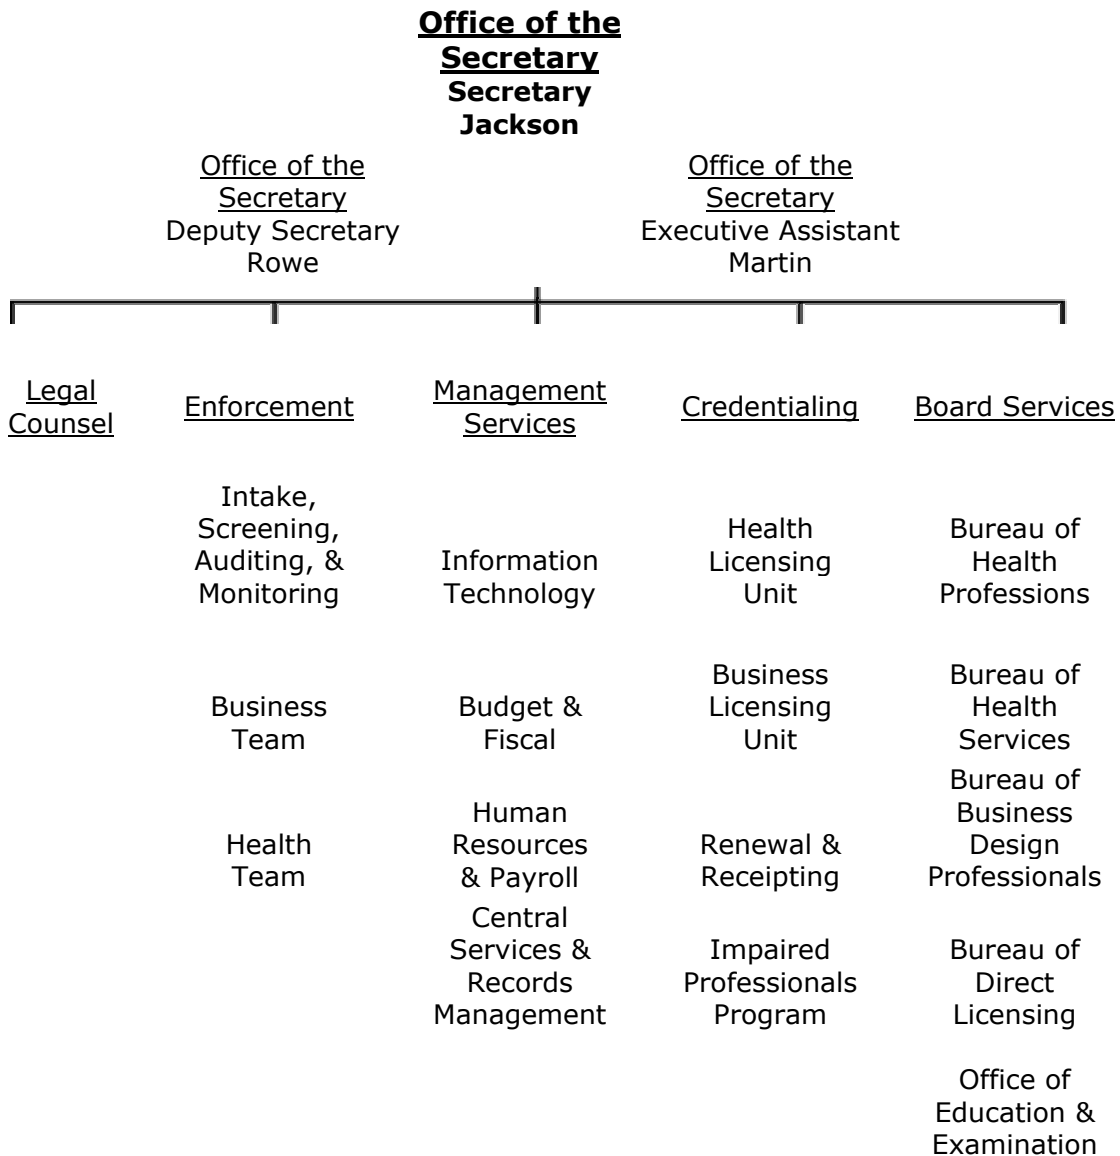 Office of the
Secretary
Secretary
Jackson
Office of the
Secretary
Deputy Secretary
Rowe
Office of the
Secretary
Executive Assistant
Martin
Legal
Counsel
Enforcement
Management
Services
Credentialing
Board Services
Intake,
Screening,
Auditing, &
Monitoring
Information
Technology
Health
Licensing
Unit
Bureau of
Health
Professions
Business
Team
Budget &
Fiscal
Business
Licensing
Unit
Bureau of
Health
Services
Health
Team
Human
Resources
& Payroll
Renewal &
Receipting
Bureau of
Business
Design
Professionals
Central
Services &
Records
Management
Impaired
Professionals
Program
Bureau of
Direct
Licensing
Office of
Education &
Examination